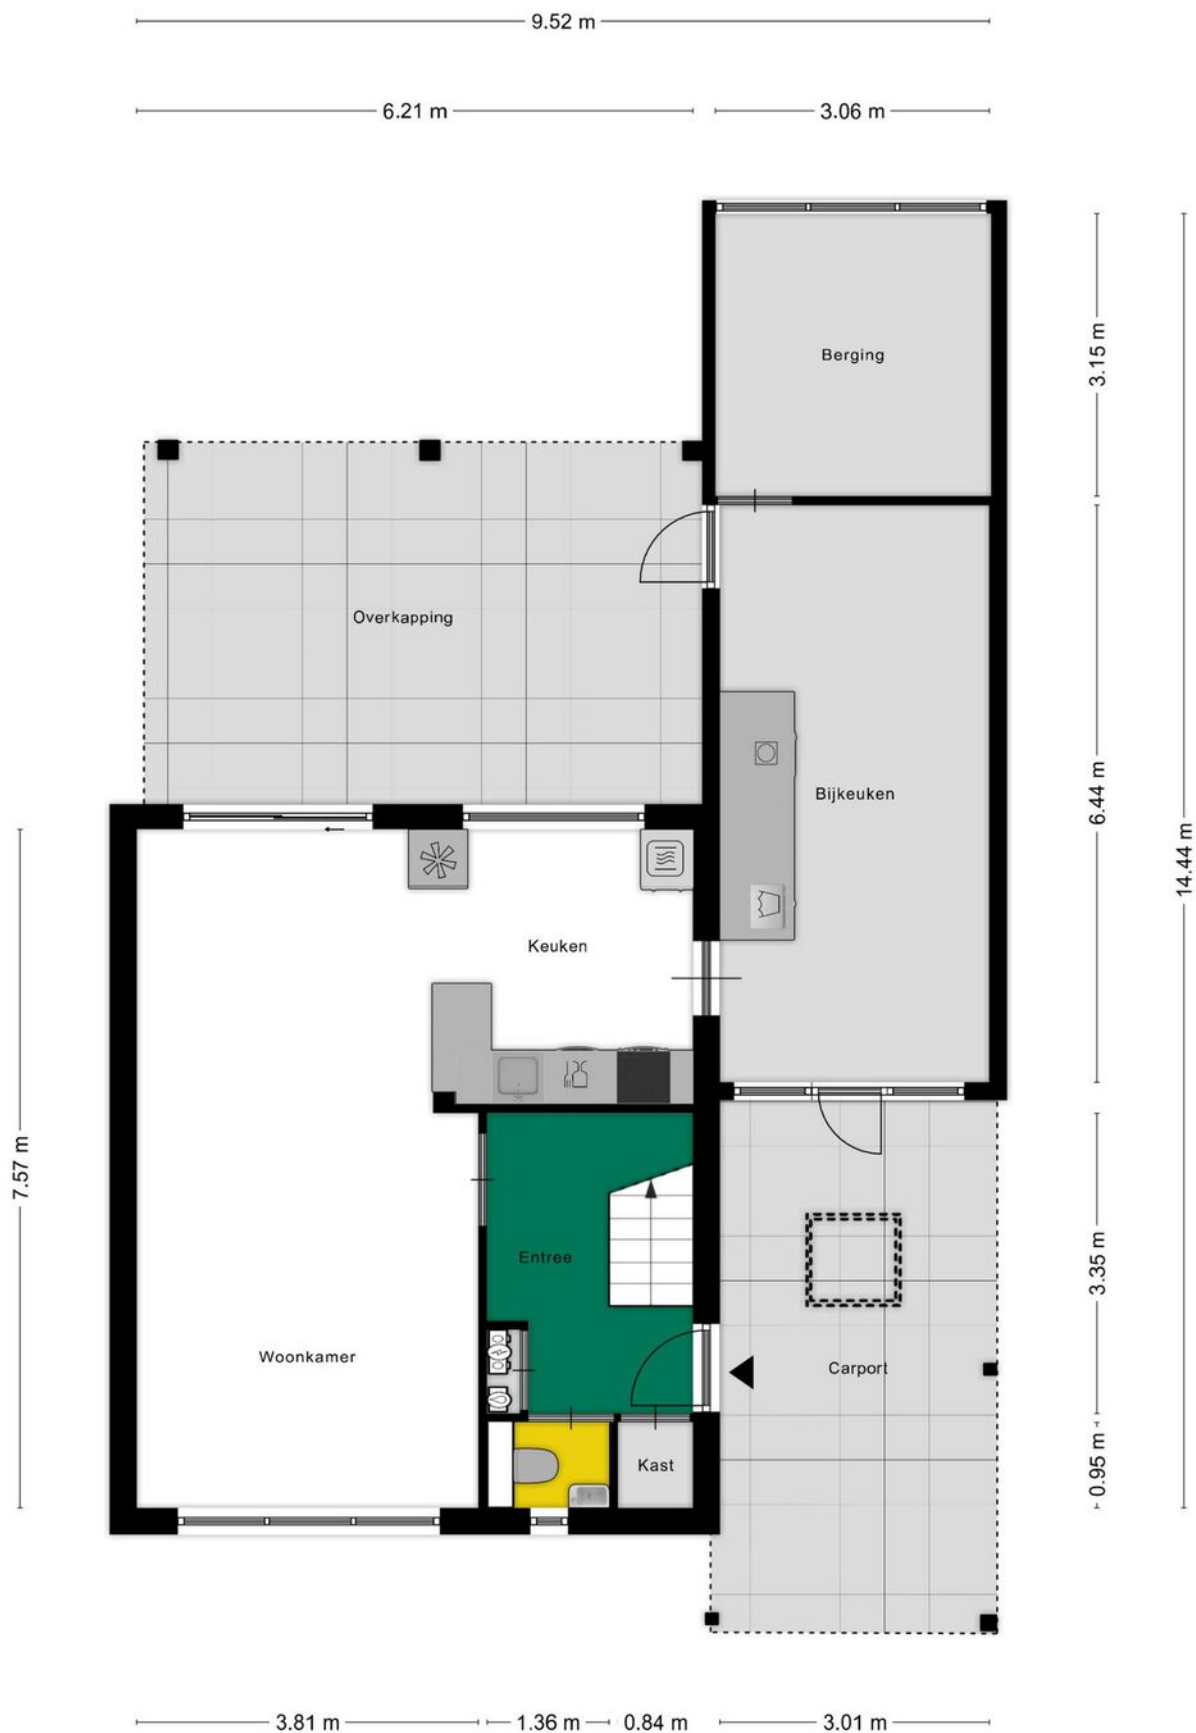 9.52 m
6.21 m
3.06 m
Berging
3.15 m
Overkapping
Bijkeuken
6.44 m
14.44 m
Keuken
7.57 m
Entree
3.35 m
Woonkamer
Carport
Kast
0.95 m
3.81 m
1.36 m
0.84 m
3.01 m